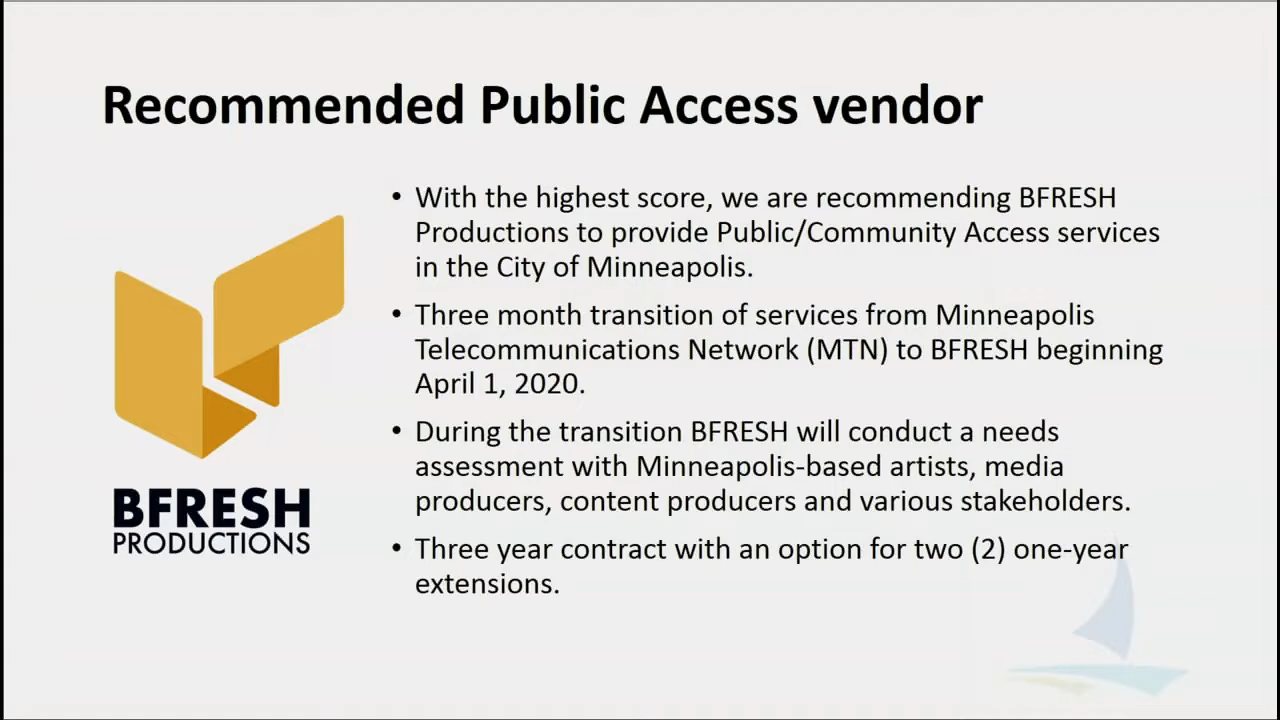 Recommended Public Access vendor
• With the highest score, we are recommending BFRESH
Productions to provide Public/Community Access services
in the City of Minneapolis.
• Three month transition of services from Minneapolis
Telecommunications Network (MTN) to BFRESH beginning
April 1, 2020.
• During the transition BFRESH will conduct a needs
assessment with Minneapolis-based artists, media
producers, content producers and various stakeholders.
• Three year contract with an option for two (2) one-year
extensions.
BFRESH
PRODUCTIONS